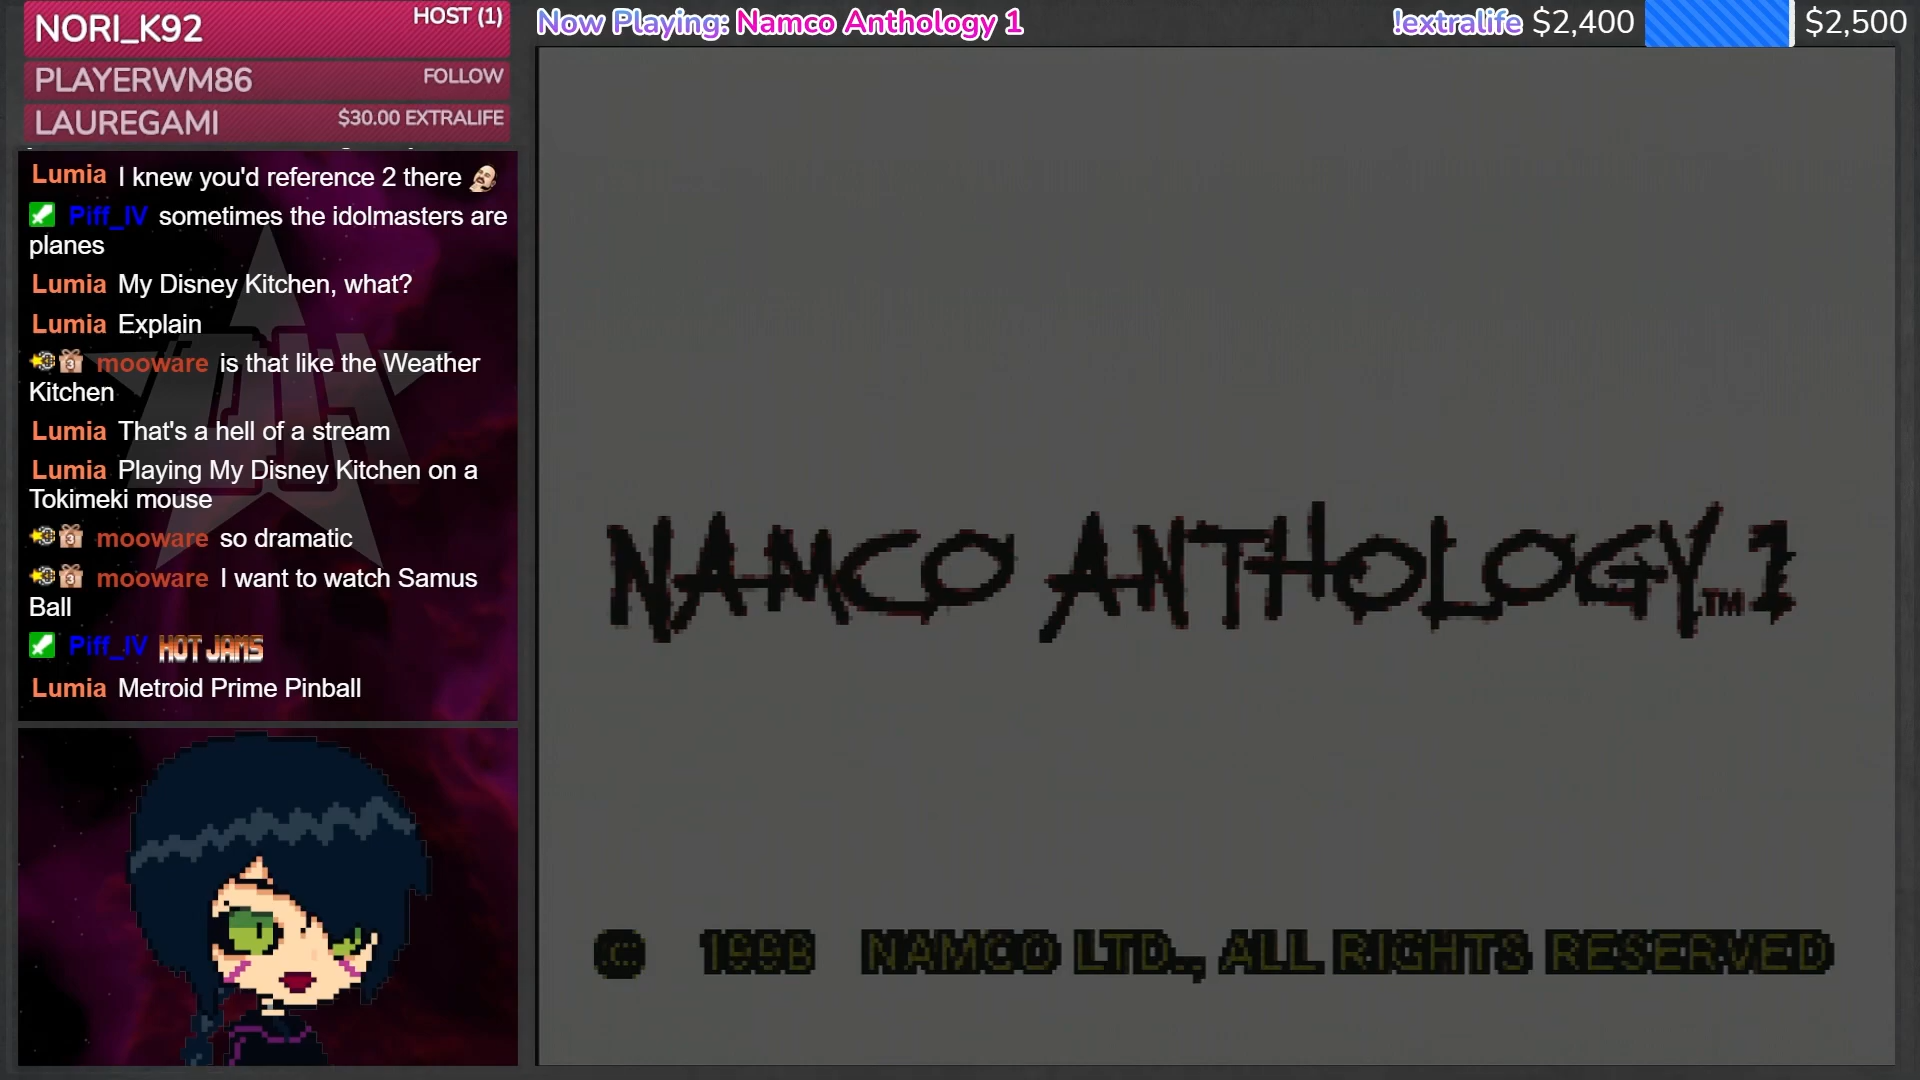 NORI_K92 HOST (1)
PLAYERWM86 FOLLOW
LAUREGAMI $30.00 EXTRALIFE
Now Playing: Namco Anthology 1
!extralife $2,400 $2,500
Lumia I knew you'd reference 2 there
Piff_IV sometimes the idolmasters are
planes
Lumia My Disney Kitchen, what?
Lumia Explain
3 mooware is that like the Weather
Kitchen
Lumia That's a hell of a stream
Lumia Playing My Disney Kitchen on a
Tokimeki mouse
3 mooware so dramatic
3 mooware I want to watch Samus
Ball
Piff_IV HOT JAMS
Lumia Metroid Prime Pinball
NAMCO ANTHOLOGY TM 1
© 1998 NAMCO LTD., ALL RIGHTS RESERVED